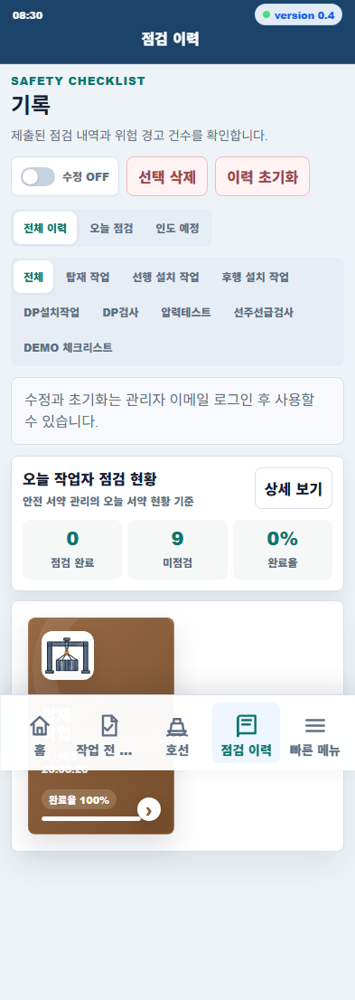 08:30
version 0.4
점검 이력
SAFETY CHECKLIST
기록
제출된 점검 내역과 위험 경고 건수를 확인합니다.
수정 OFF
선택 삭제
이력 초기화
전체 이력
오늘 점검
인도 예정
전체
탑재 작업
선행 설치 작업
후행 설치 작업
DP설치작업
DP검사
압력테스트
선주선급검사
DEMO 체크리스트
수정과 초기화는 관리자 이메일 로그인 후 사용할
수 있습니다.
오늘 작업자 점검 현황
안전 서약 관리의 오늘 서약 현황 기준
상세 보기
0
9
0%
점검 완료
미점검
완료율
홈
작업 전 ...
호선
점검 이력
빠른 메뉴
완료율 100%